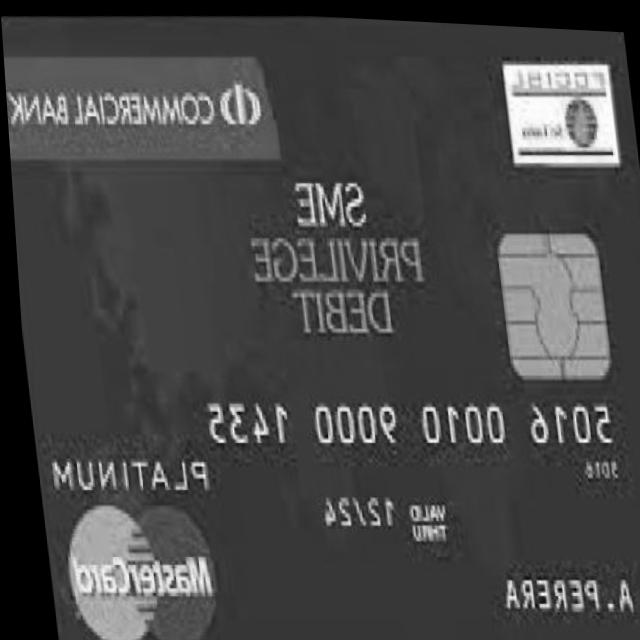 COMMERCIAL BANK
SME
PRIVILEGE
DEBIT
5016 0010 9000 1435
5016
PLATINUM
VALID THRU 12/24
A. PERERA
MasterCard